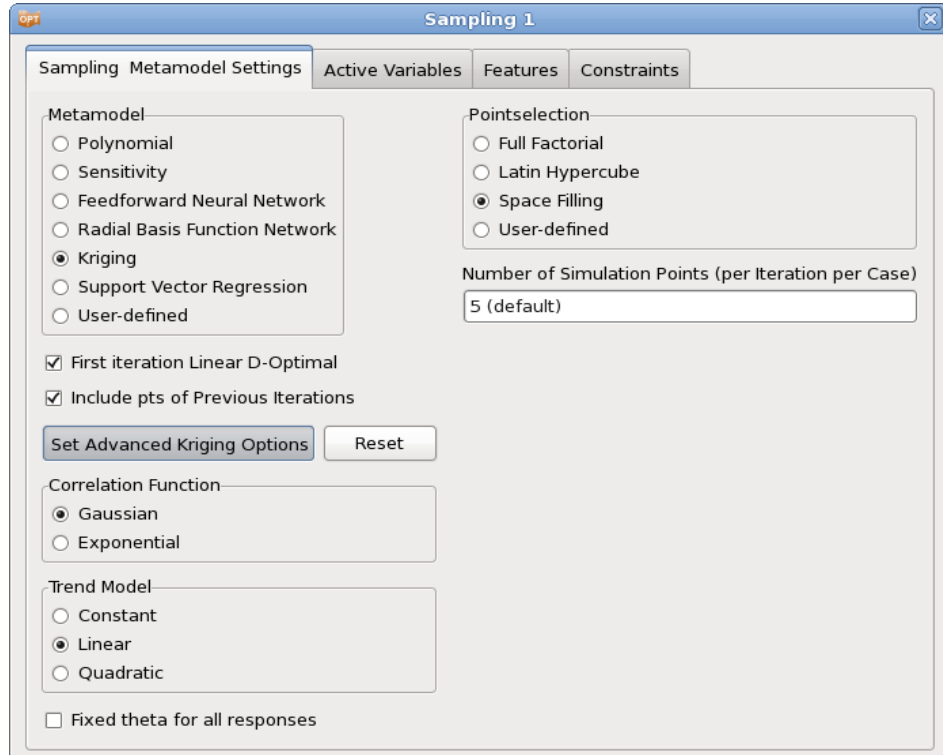 OPT Sampling 1
Sampling Metamodel Settings Active Variables Features Constraints
Metamodel
Polynomial
Sensitivity
Feedforward Neural Network
Radial Basis Function Network
Kriging
Support Vector Regression
User-defined
First iteration Linear D-Optimal
Include pts of Previous Iterations
Set Advanced Kriging Options Reset
Correlation Function
Gaussian
Exponential
Trend Model
Constant
Linear
Quadratic
Fixed theta for all responses
Pointselection
Full Factorial
Latin Hypercube
Space Filling
User-defined
Number of Simulation Points (per Iteration per Case)
5 (default)